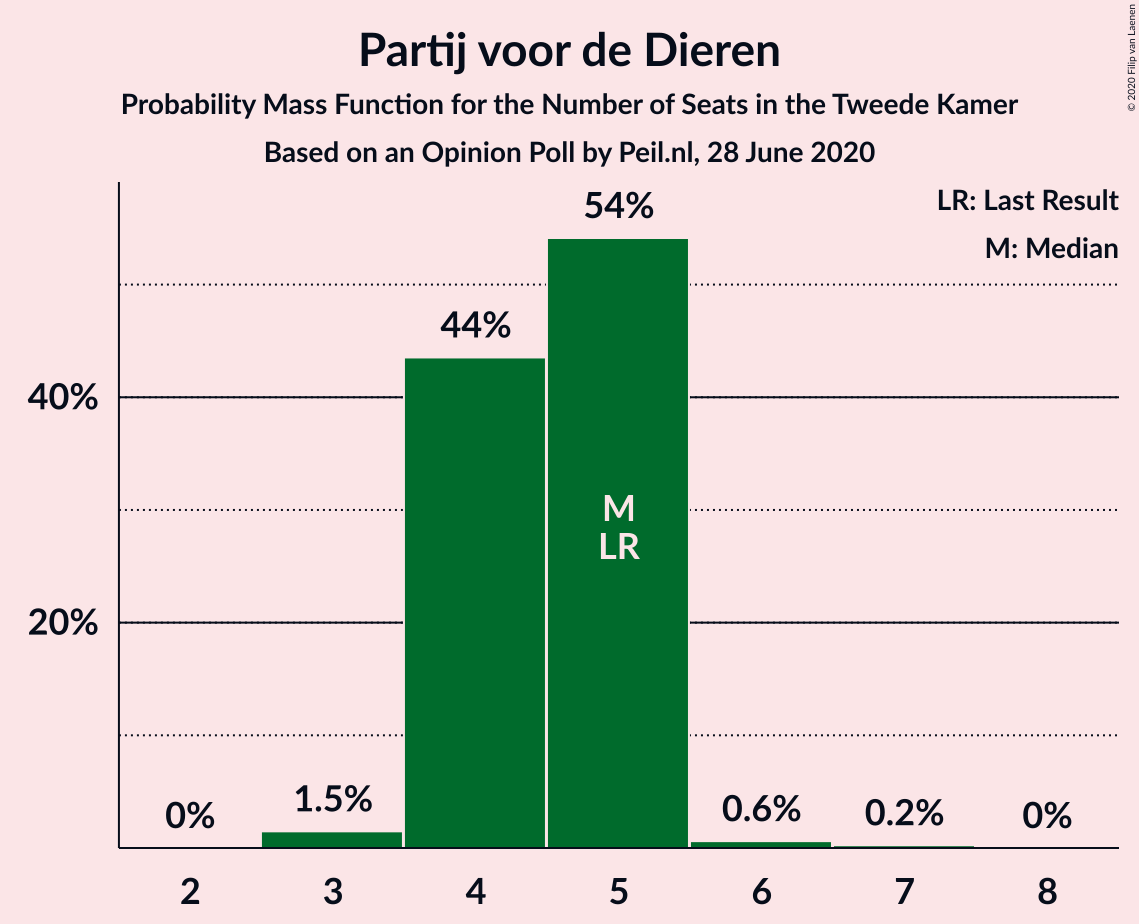 Partij voor de Dieren
Probability Mass Function for the Number of Seats in the Tweede Kamer
Based on an Opinion Poll by Peil.nl, 28 June 2020
© 2020 Filip van Laenen
LR: Last Result
M: Median
54%
44%
40%
M
LR
20%
0%
1.5%
0.6%
0.2%
0%
2
3
4
5
6
7
8